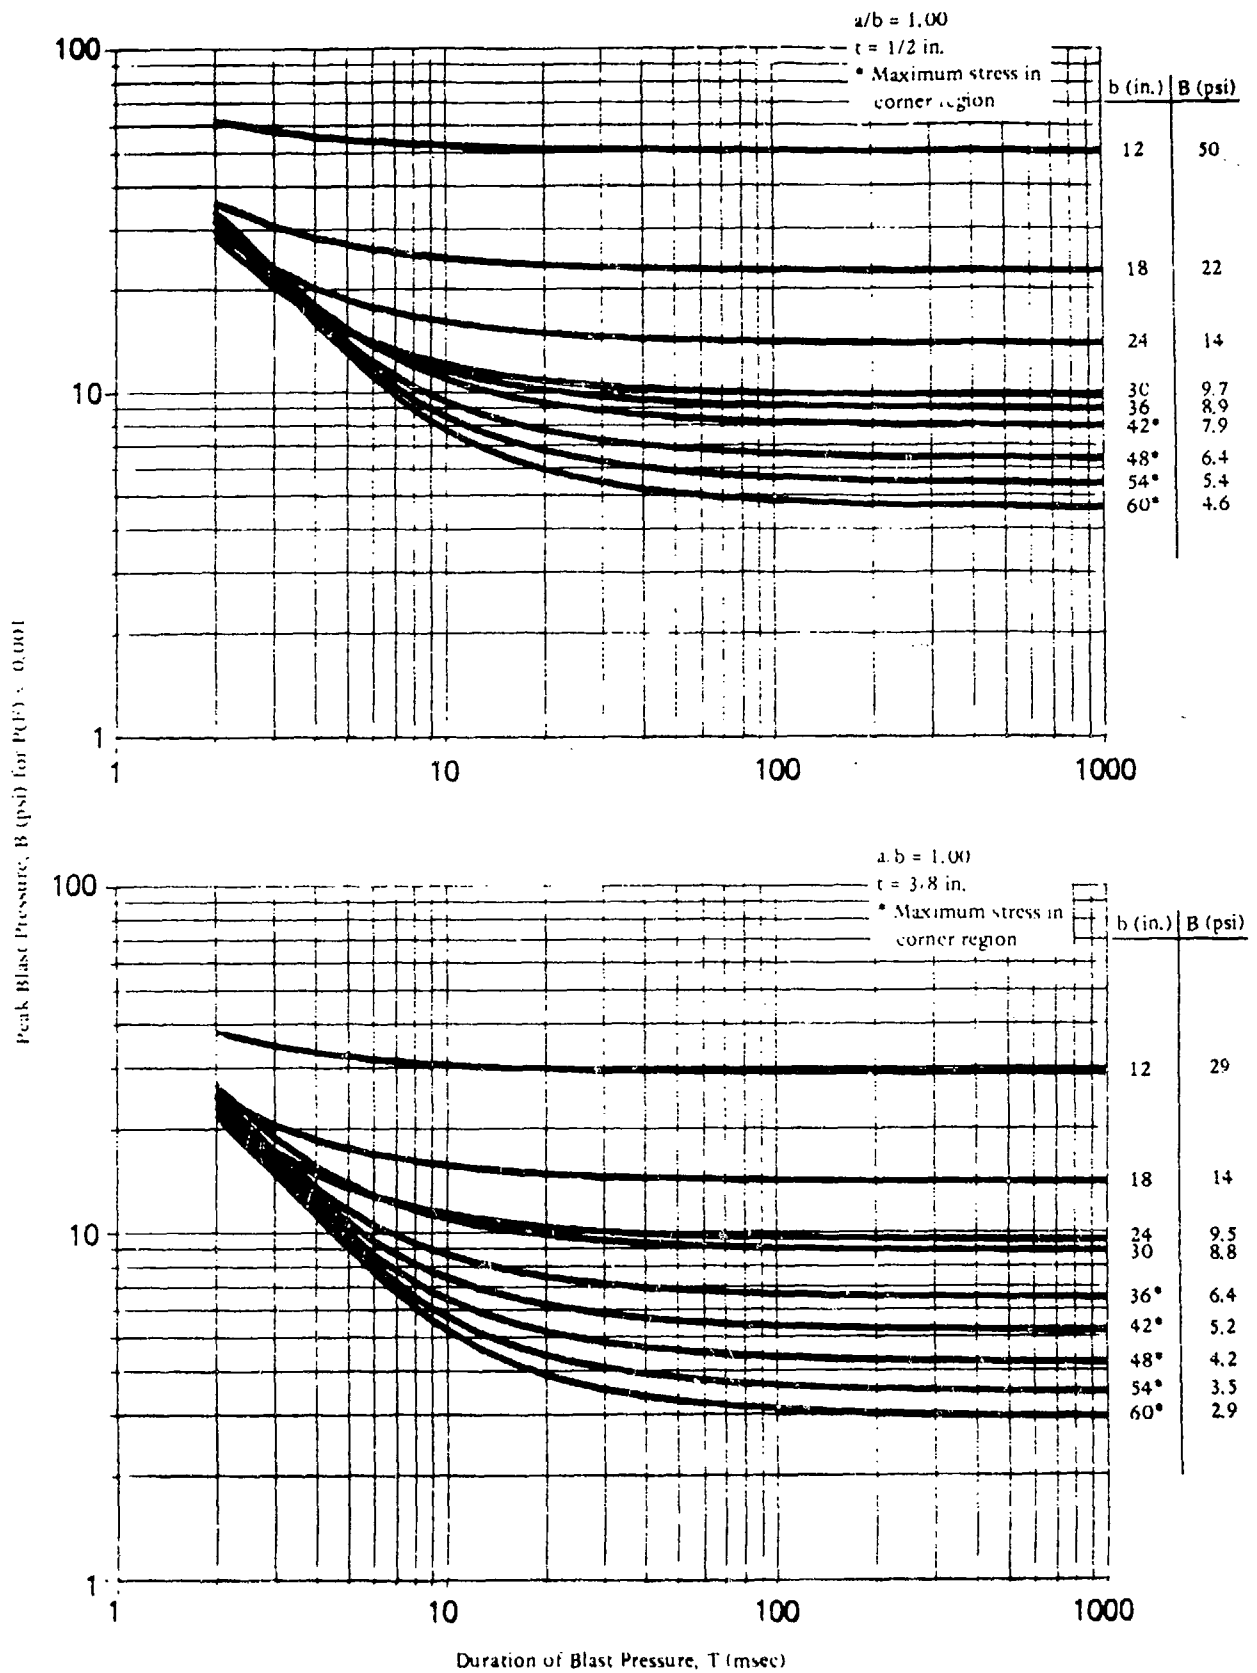 a/b = 1.00
t = 1/2 in.
* Maximum stress in
corner region
b (in.) B (psi)
100
12 50
18 22
24 14
10
30 9.7
36 8.9
42* 7.9
48* 6.4
54* 5.4
60* 4.6
1
1 10 100 1000
Peak Blast Pressure, B (psi) for P(F) ≤ 0.001
a/b = 1.00
t = 3/8 in.
* Maximum stress in
corner region
b (in.) B (psi)
100
12 29
18 14
10
24 9.5
30 8.8
36* 6.4
42* 5.2
48* 4.2
54* 3.5
60* 2.9
1
1 10 100 1000
Duration of Blast Pressure, T (msec)